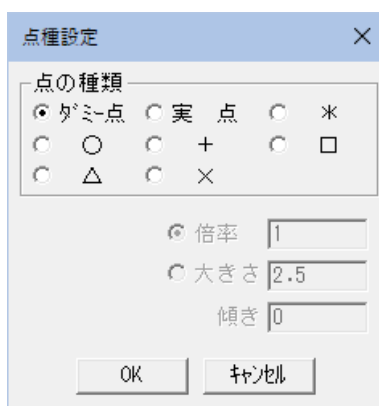 点種設定
点の種類
ﾀﾞﾐｰ点 実 点 ＊
○ ＋ □
△ ×
倍率 1
大きさ 2.5
傾き 0
OK ｷｬﾝｾﾙ